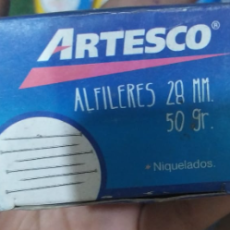 ARTESCO®
ALFILERES 28 MM.
50 gr.
* Niquelados.